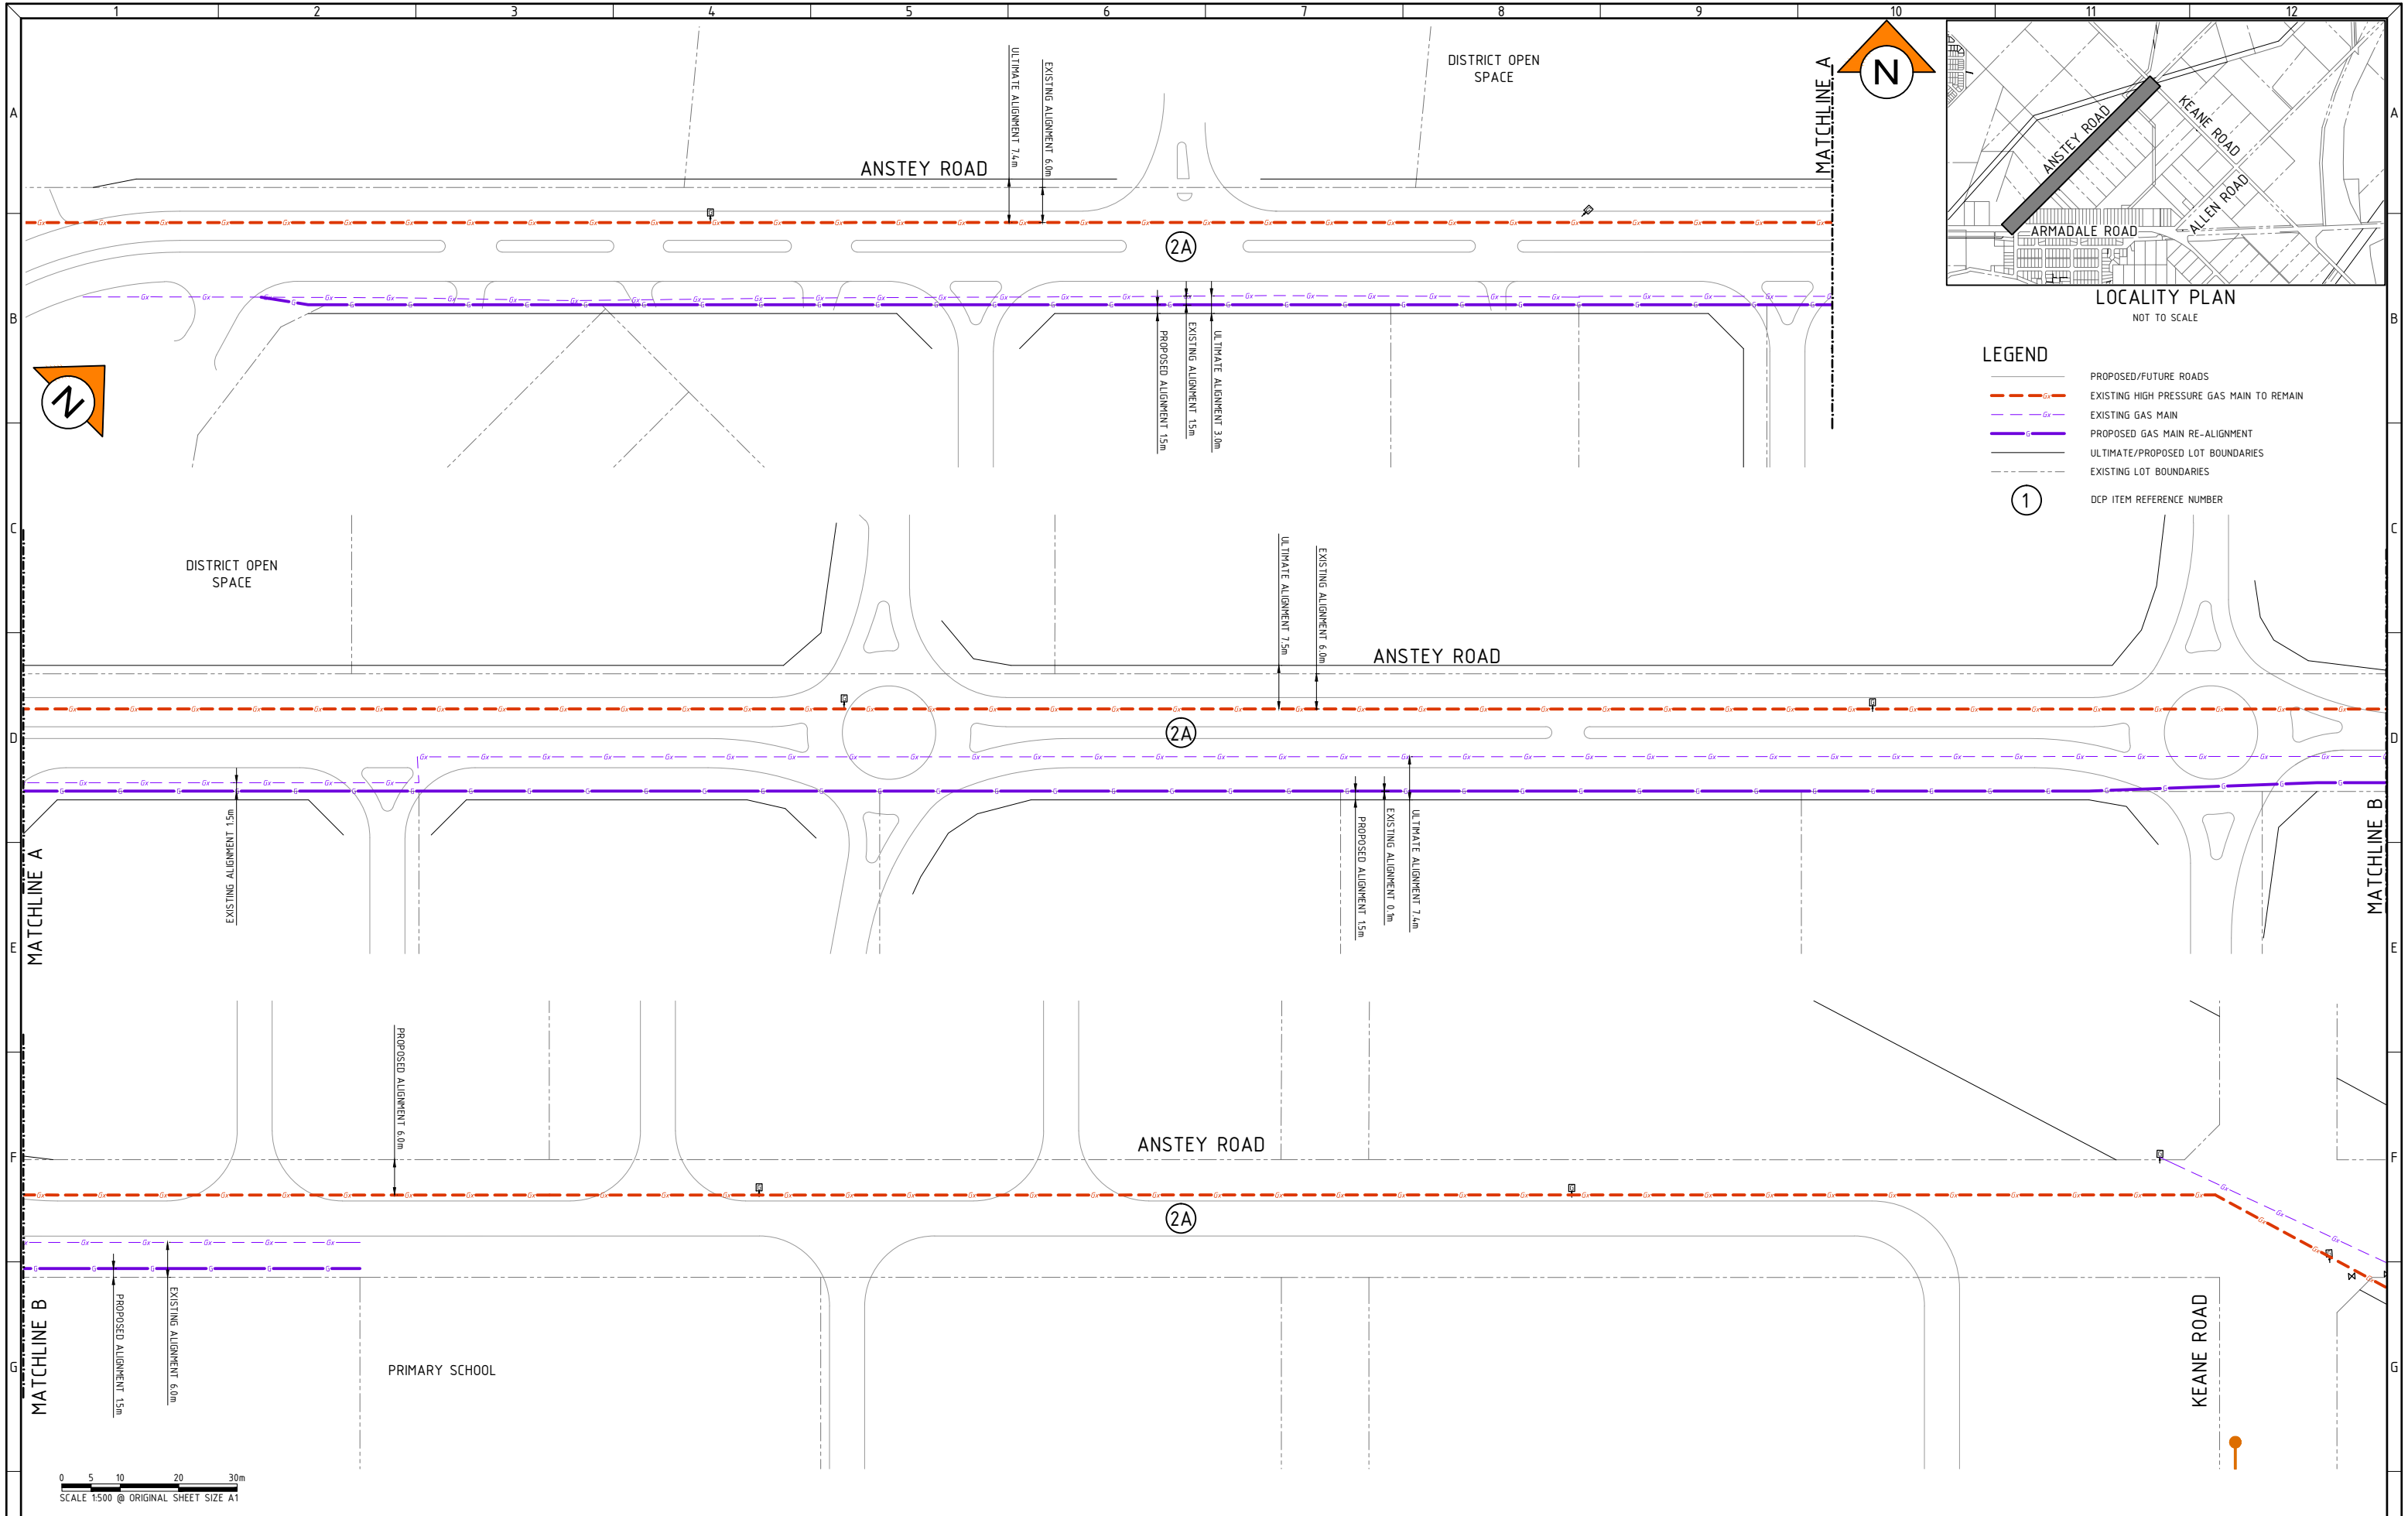 1 2 3 4 5 6 7 8 9 10 11 12
A
B
C
D
E
F
G
A
B
C
D
E
F
G
ULTIMATE ALIGNMENT 7.4m
EXISTING ALIGNMENT 6.0m
DISTRICT OPEN
SPACE
MATCHLINE A
N
ANSTEY ROAD
2A
PROPOSED ALIGNMENT 1.5m
EXISTING ALIGNMENT 1.5m
ULTIMATE ALIGNMENT 3.0m
N
ANSTEY ROAD
KEANE ROAD
ALLEN ROAD
ARMADALE ROAD
LOCALITY PLAN
NOT TO SCALE
LEGEND
PROPOSED/FUTURE ROADS
Gx EXISTING HIGH PRESSURE GAS MAIN TO REMAIN
Gx EXISTING GAS MAIN
G PROPOSED GAS MAIN RE-ALIGNMENT
ULTIMATE/PROPOSED LOT BOUNDARIES
EXISTING LOT BOUNDARIES
1 DCP ITEM REFERENCE NUMBER
DISTRICT OPEN
SPACE
ULTIMATE ALIGNMENT 7.5m
EXISTING ALIGNMENT 6.0m
ANSTEY ROAD
2A
MATCHLINE A
EXISTING ALIGNMENT 1.5m
PROPOSED ALIGNMENT 1.5m
EXISTING ALIGNMENT 0.1m
ULTIMATE ALIGNMENT 7.4m
MATCHLINE B
PROPOSED ALIGNMENT 6.0m
ANSTEY ROAD
2A
MATCHLINE B
PROPOSED ALIGNMENT 1.5m
EXISTING ALIGNMENT 6.0m
PRIMARY SCHOOL
KEANE ROAD
0 5 10 20 30m
SCALE 1:500 @ ORIGINAL SHEET SIZE A1